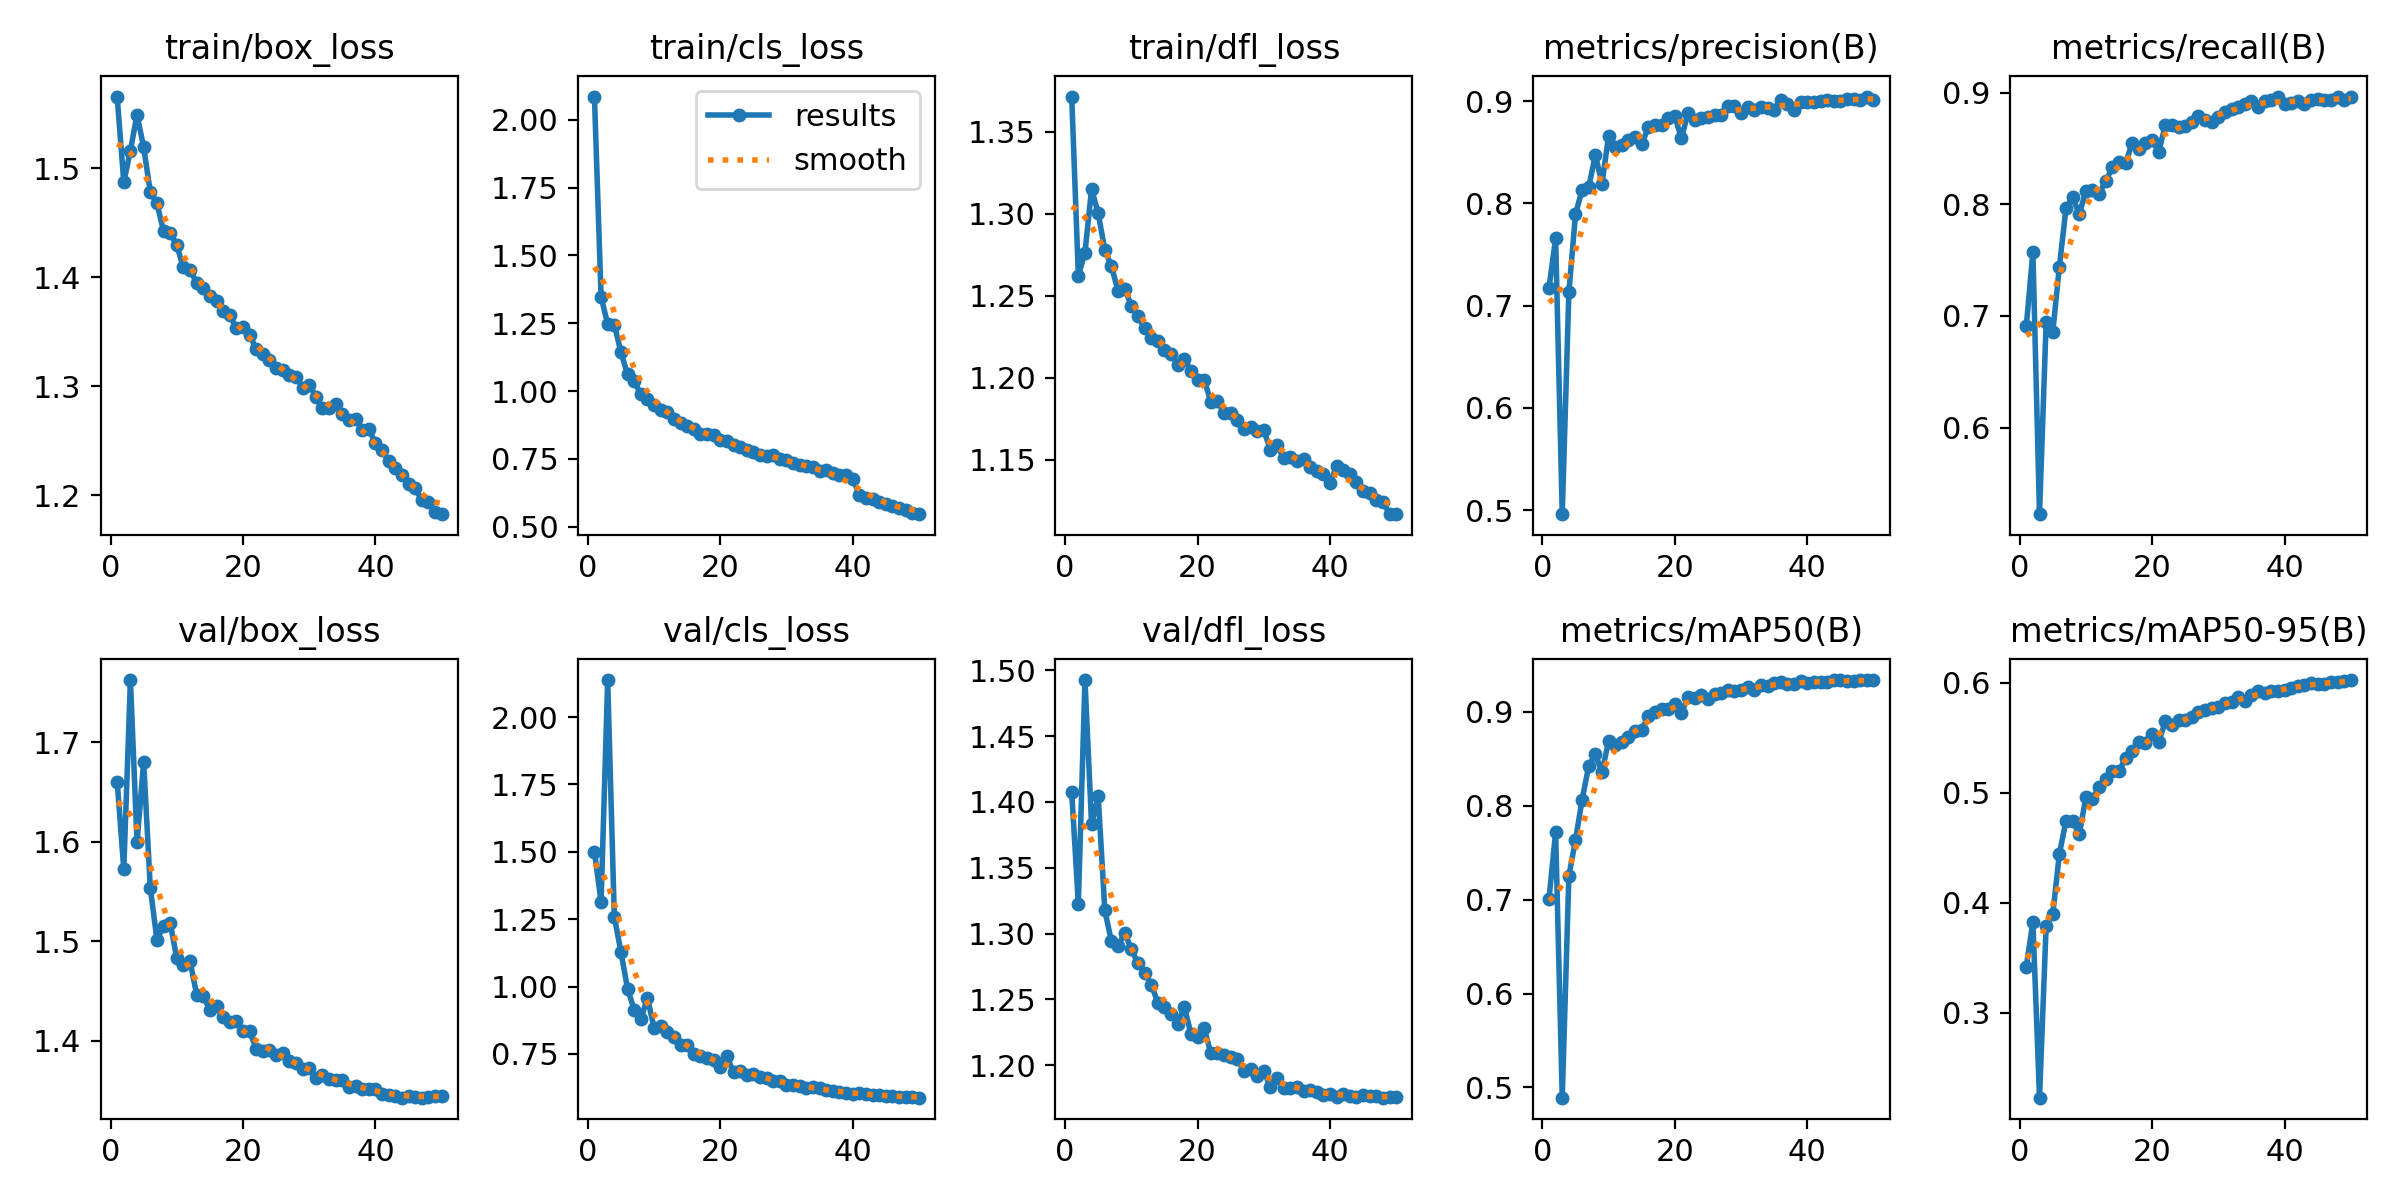 train/box_loss
1.5
1.4
1.3
1.2
0 20 40
train/cls_loss
results
smooth
2.00
1.75
1.50
1.25
1.00
0.75
0.50
0 20 40
train/dfl_loss
1.35
1.30
1.25
1.20
1.15
0 20 40
metrics/precision(B)
0.9
0.8
0.7
0.6
0.5
0 20 40
metrics/recall(B)
0.9
0.8
0.7
0.6
0 20 40
val/box_loss
1.7
1.6
1.5
1.4
0 20 40
val/cls_loss
2.00
1.75
1.50
1.25
1.00
0.75
0 20 40
val/dfl_loss
1.50
1.45
1.40
1.35
1.30
1.25
1.20
0 20 40
metrics/mAP50(B)
0.9
0.8
0.7
0.6
0.5
0 20 40
metrics/mAP50-95(B)
0.6
0.5
0.4
0.3
0 20 40